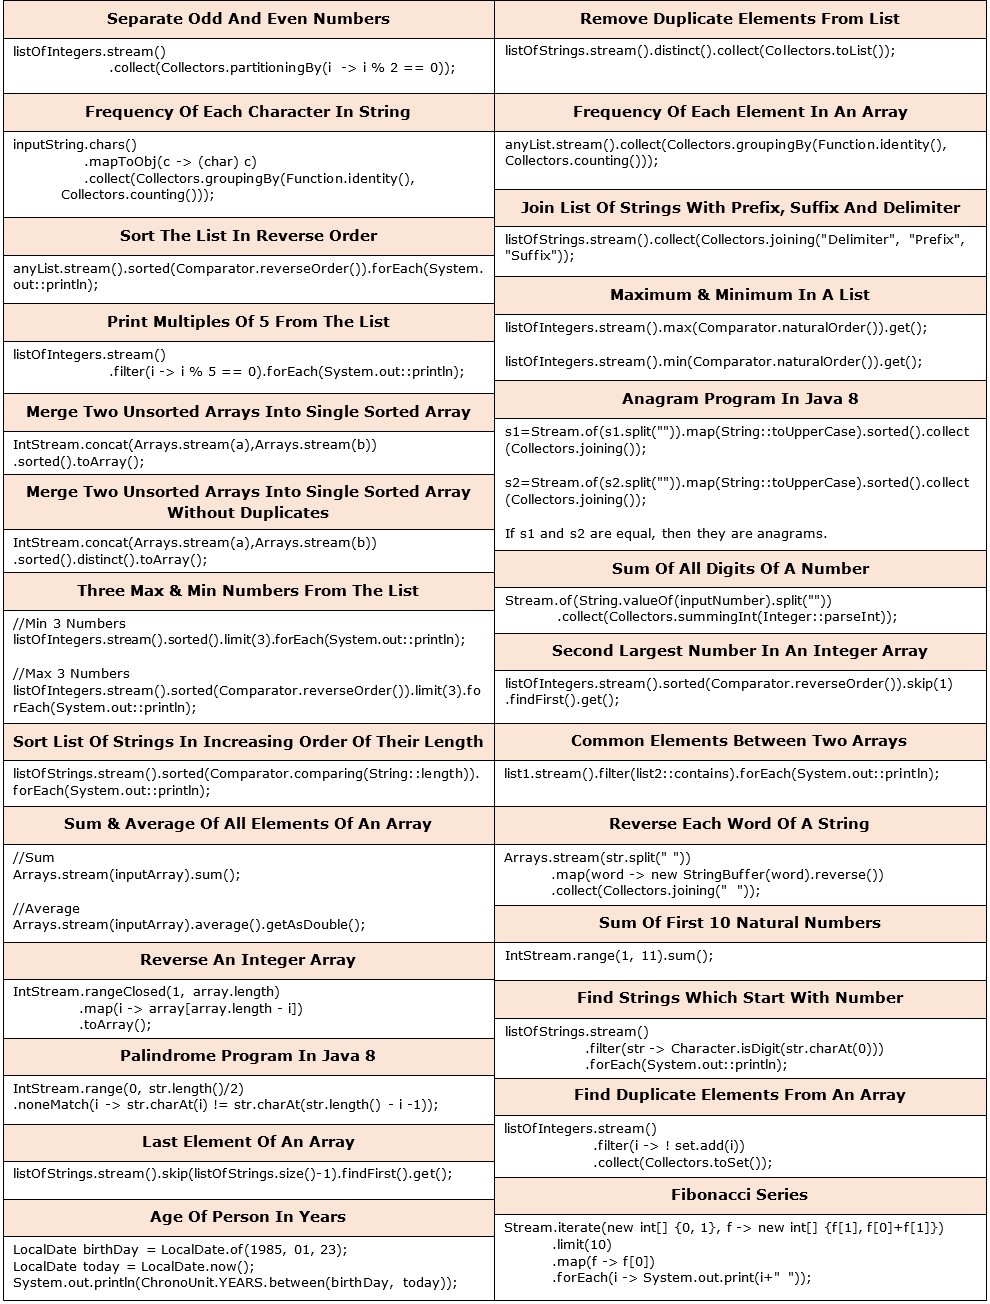 Separate Odd And Even Numbers
listOfIntegers.stream()
.collect(Collectors.partitioningBy(i -> i % 2 == 0));
Frequency Of Each Character In String
inputString.chars()
.mapToObj(c -> (char) c)
.collect(Collectors.groupingBy(Function.identity(),
Collectors.counting()));
Sort The List In Reverse Order
anyList.stream().sorted(Comparator.reverseOrder()).forEach(System.
out::println);
Print Multiples Of 5 From The List
listOfIntegers.stream()
.filter(i -> i % 5 == 0).forEach(System.out::println);
Merge Two Unsorted Arrays Into Single Sorted Array
IntStream.concat(Arrays.stream(a),Arrays.stream(b))
.sorted().toArray();
Merge Two Unsorted Arrays Into Single Sorted Array
Without Duplicates
IntStream.concat(Arrays.stream(a),Arrays.stream(b))
.sorted().distinct().toArray();
Three Max & Min Numbers From The List
//Min 3 Numbers
listOfIntegers.stream().sorted().limit(3).forEach(System.out::println);
//Max 3 Numbers
listOfIntegers.stream().sorted(Comparator.reverseOrder()).limit(3).fo
rEach(System.out::println);
Sort List Of Strings In Increasing Order Of Their Length
listOfStrings.stream().sorted(Comparator.comparing(String::length)).
forEach(System.out::println);
Sum & Average Of All Elements Of An Array
//Sum
Arrays.stream(inputArray).sum();
//Average
Arrays.stream(inputArray).average().getAsDouble();
Reverse An Integer Array
IntStream.rangeClosed(1, array.length)
.map(i -> array[array.length - i])
.toArray();
Palindrome Program In Java 8
IntStream.range(0, str.length()/2)
.noneMatch(i -> str.charAt(i) != str.charAt(str.length() - i -1));
Last Element Of An Array
listOfStrings.stream().skip(listOfStrings.size()-1).findFirst().get();
Age Of Person In Years
LocalDate birthDay = LocalDate.of(1985, 01, 23);
LocalDate today = LocalDate.now();
System.out.println(ChronoUnit.YEARS.between(birthDay, today));
Remove Duplicate Elements From List
listOfStrings.stream().distinct().collect(Collectors.toList());
Frequency Of Each Element In An Array
anyList.stream().collect(Collectors.groupingBy(Function.identity(),
Collectors.counting()));
Join List Of Strings With Prefix, Suffix And Delimiter
listOfStrings.stream().collect(Collectors.joining("Delimiter", "Prefix",
"Suffix"));
Maximum & Minimum In A List
listOfIntegers.stream().max(Comparator.naturalOrder()).get();
listOfIntegers.stream().min(Comparator.naturalOrder()).get();
Anagram Program In Java 8
s1=Stream.of(s1.split("")).map(String::toUpperCase).sorted().collect
(Collectors.joining());
s2=Stream.of(s2.split("")).map(String::toUpperCase).sorted().collect
(Collectors.joining());
If s1 and s2 are equal, then they are anagrams.
Sum Of All Digits Of A Number
Stream.of(String.valueOf(inputNumber).split(""))
.collect(Collectors.summingInt(Integer::parseInt));
Second Largest Number In An Integer Array
listOfIntegers.stream().sorted(Comparator.reverseOrder()).skip(1)
.findFirst().get();
Common Elements Between Two Arrays
list1.stream().filter(list2::contains).forEach(System.out::println);
Reverse Each Word Of A String
Arrays.stream(str.split(" "))
.map(word -> new StringBuffer(word).reverse())
.collect(Collectors.joining(" "));
Sum Of First 10 Natural Numbers
IntStream.range(1, 11).sum();
Find Strings Which Start With Number
listOfStrings.stream()
.filter(str -> Character.isDigit(str.charAt(0)))
.forEach(System.out::println);
Find Duplicate Elements From An Array
listOfIntegers.stream()
.filter(i -> ! set.add(i))
.collect(Collectors.toSet());
Fibonacci Series
Stream.iterate(new int[] {0, 1}, f -> new int[] {f[1], f[0]+f[1]})
.limit(10)
.map(f -> f[0])
.forEach(i -> System.out.print(i+" "));